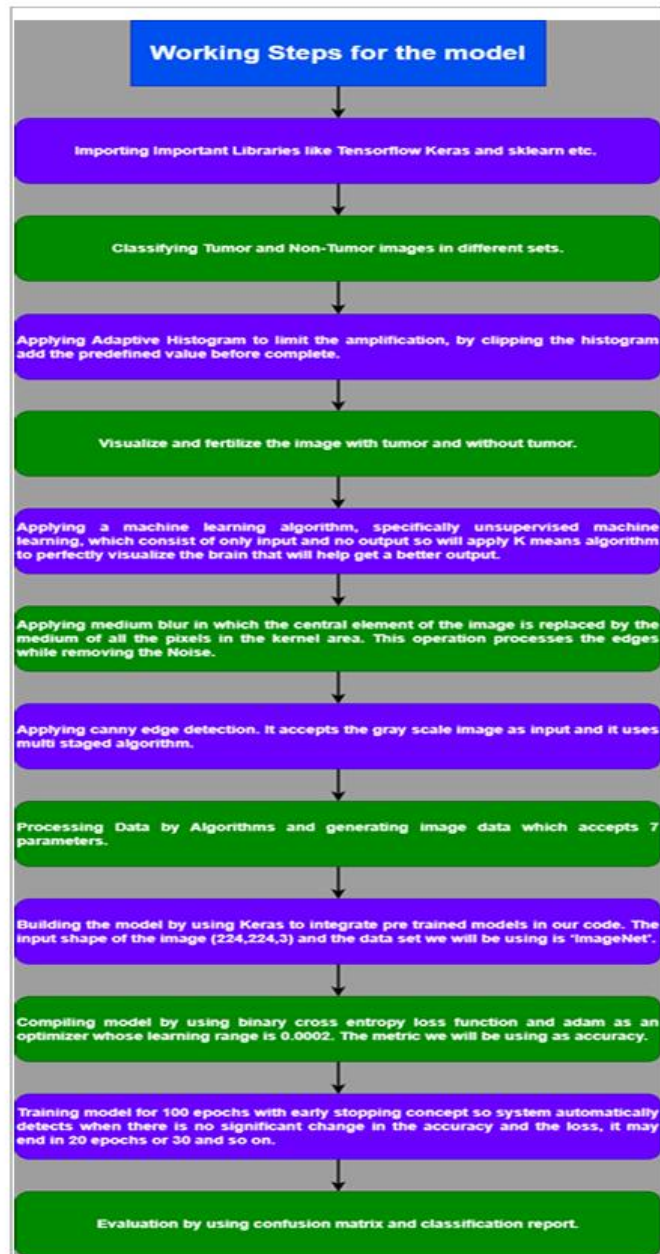 Working Steps for the model
Importing Important Libraries like Tensorflow Keras and sklearn etc.
Classifying Tumor and Non-Tumor images in different sets.
Applying Adaptive Histogram to limit the amplification, by clipping the histogram
add the predefined value before complete.
Visualize and fertilize the image with tumor and without tumor.
Applying a machine learning algorithm, specifically unsupervised machine
learning, which consist of only input and no output so will apply K means algorithm
to perfectly visualize the brain that will help get a better output.
Applying medium blur in which the central element of the image is replaced by the
medium of all the pixels in the kernel area. This operation processes the edges
while removing the Noise.
Applying canny edge detection. It accepts the gray scale image as input and it uses
multi staged algorithm.
Processing Data by Algorithms and generating image data which accepts 7
parameters.
Building the model by using Keras to integrate pre trained models in our code. The
input shape of the image (224,224,3) and the data set we will be using is 'ImageNet'.
Compiling model by using binary cross entropy loss function and adam as an
optimizer whose learning range is 0.0002. The metric we will be using as accuracy.
Training model for 100 epochs with early stopping concept so system automatically
detects when there is no significant change in the accuracy and the loss, it may
end in 20 epochs or 30 and so on.
Evaluation by using confusion matrix and classification report.